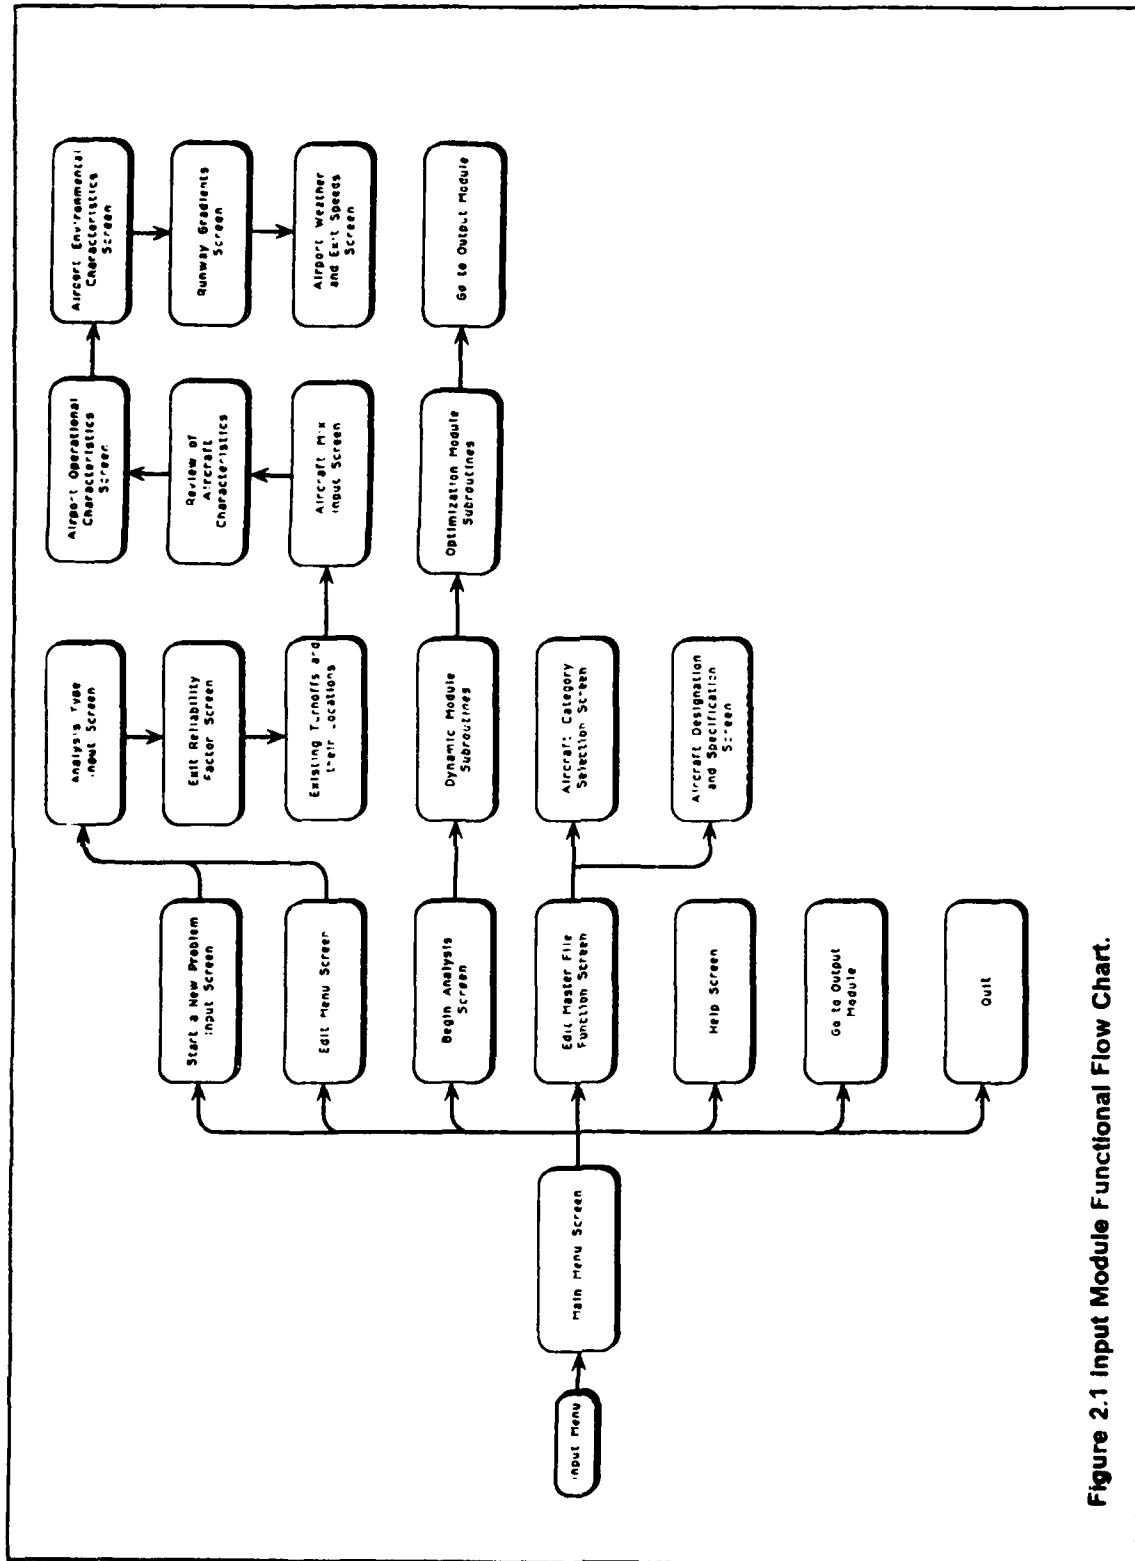 Input Menu
Main Menu Screen
Start a New Problem
Input Screen
Edit Menu Screen
Begin Analysis
Screen
Edit Master File
Function Screen
Help Screen
Go to Output
Module
Quit
Analysis Type
Input Screen
Exit Reliability
Factor Screen
Existing Turnoffs and
their Locations
Dynamic Module
Subroutines
Aircraft Category
Selection Screen
Aircraft Designation
and Specification
Screen
Airport Operational
Characteristics
Screen
Review of
Aircraft
Characteristics
Aircraft Mix
Input Screen
Optimization Module
Subroutines
Airport Environmental
Characteristics
Screen
Runway Gradients
Screen
Airport Weather
and Exit Speeds
Screen
Go to Output Module
Figure 2.1 Input Module Functional Flow Chart.